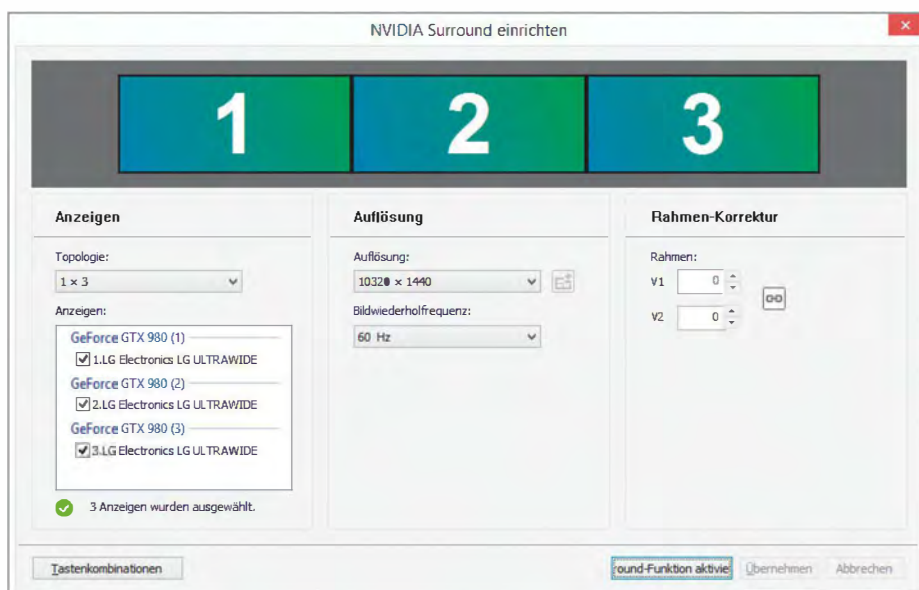 NVIDIA Surround einrichten
1 2 3
Anzeigen
Topologie:
1 × 3
Anzeigen:
GeForce GTX 980 (1)
1.LG Electronics LG ULTRAWIDE
GeForce GTX 980 (2)
2.LG Electronics LG ULTRAWIDE
GeForce GTX 980 (3)
3.LG Electronics LG ULTRAWIDE
3 Anzeigen wurden ausgewählt.
Auflösung
Auflösung:
10320 × 1440
Bildwiederholfrequenz:
60 Hz
Rahmen-Korrektur
Rahmen:
V1 0
V2 0
Tastenkombinationen
round-Funktion aktivie
Übernehmen
Abbrechen